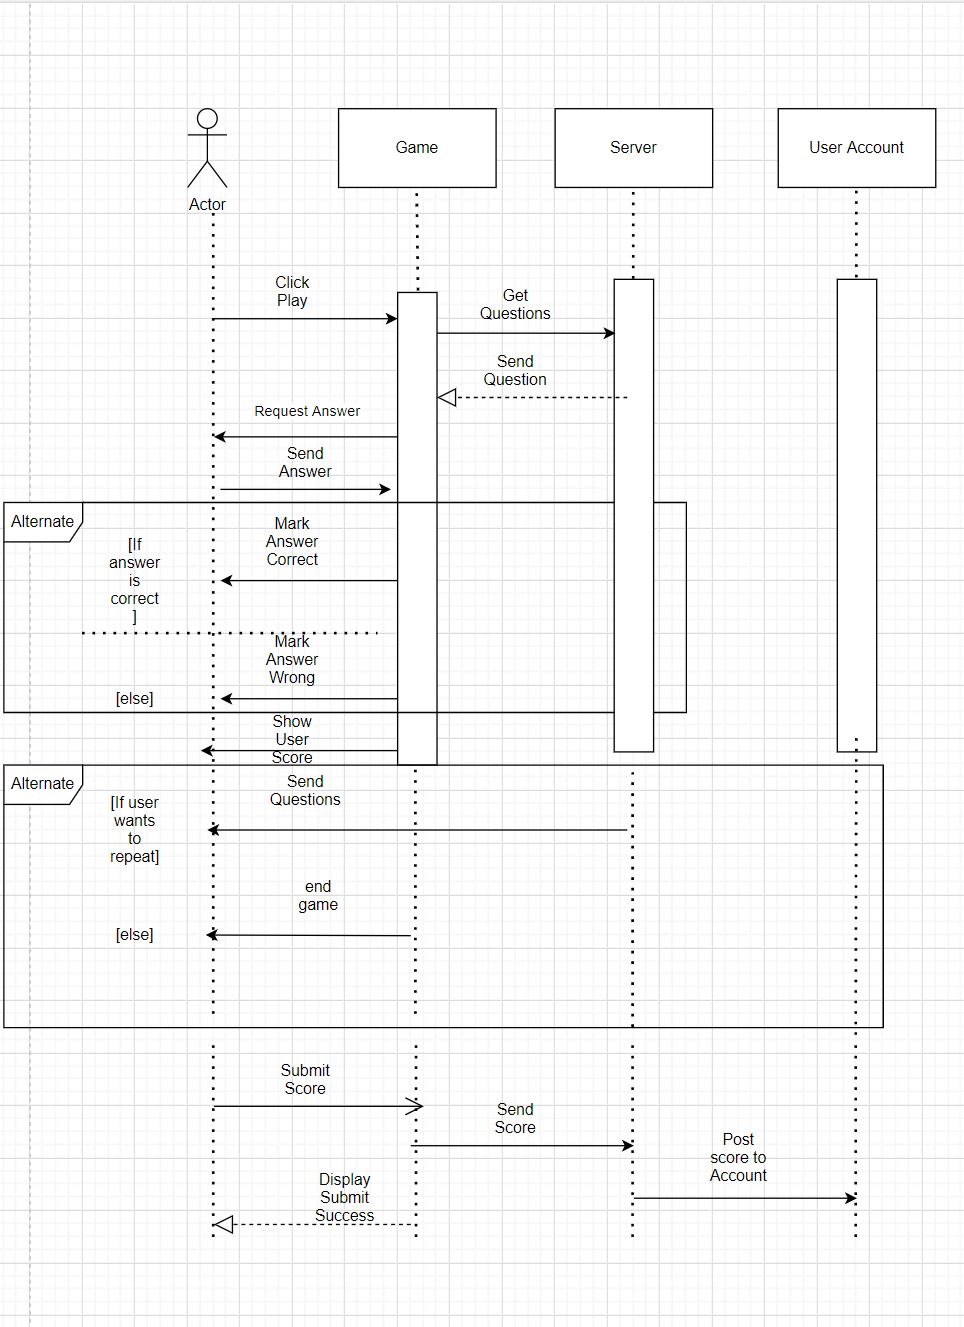 Game
Server
User Account
Actor
Click
Play
Get
Questions
Send
Question
Request Answer
Send
Answer
Alternate
Mark
Answer
Correct
[If
answer
is
correct
]
Mark
Answer
Wrong
[else]
Show
User
Score
Alternate
Send
Questions
[If user
wants
to
repeat]
end
game
[else]
Submit
Score
Send
Score
Post
score to
Account
Display
Submit
Success